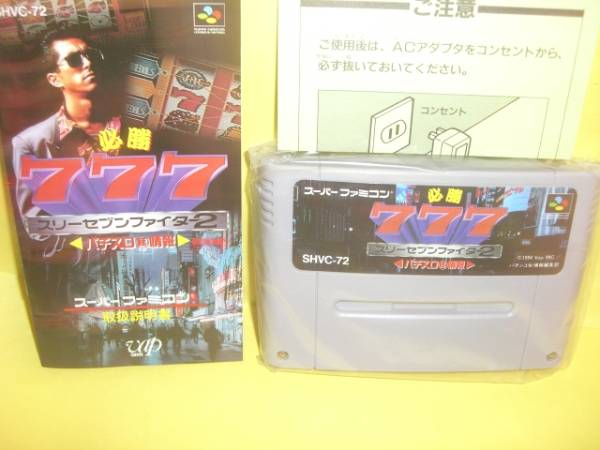 SHVC-72
必勝
777
スリーセブンファイター2
パチスロ㊙情報
スーパーファミコン
取扱説明書
vap
ご注意
ご使用後は、ACアダプタをコンセントから、
必ず抜いておいてください。
コンセント
スーパーファミコン
必勝
777
スリーセブンファイター2
パチスロ㊙情報
SHVC-72